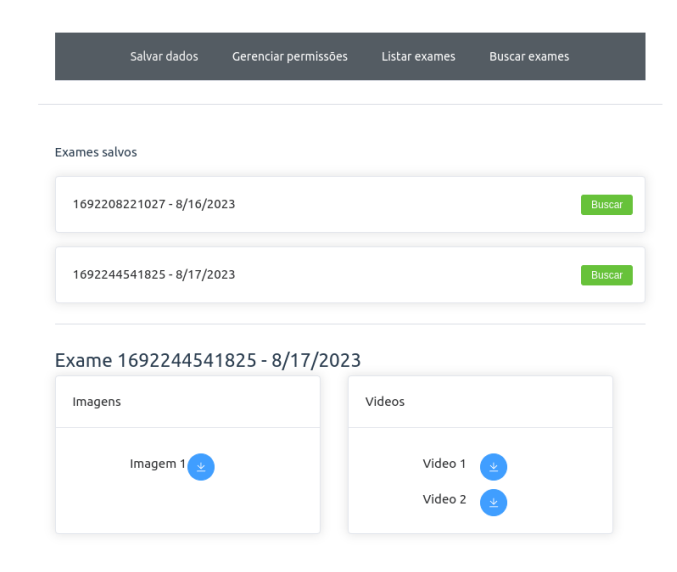 Salvar dados Gerenciar permissões Listar exames Buscar exames
Exames salvos
1692208221027 - 8/16/2023 Buscar
1692244541825 - 8/17/2023 Buscar
Exame 1692244541825 - 8/17/2023
Imagens Videos
Imagem 1 Video 1
Video 2